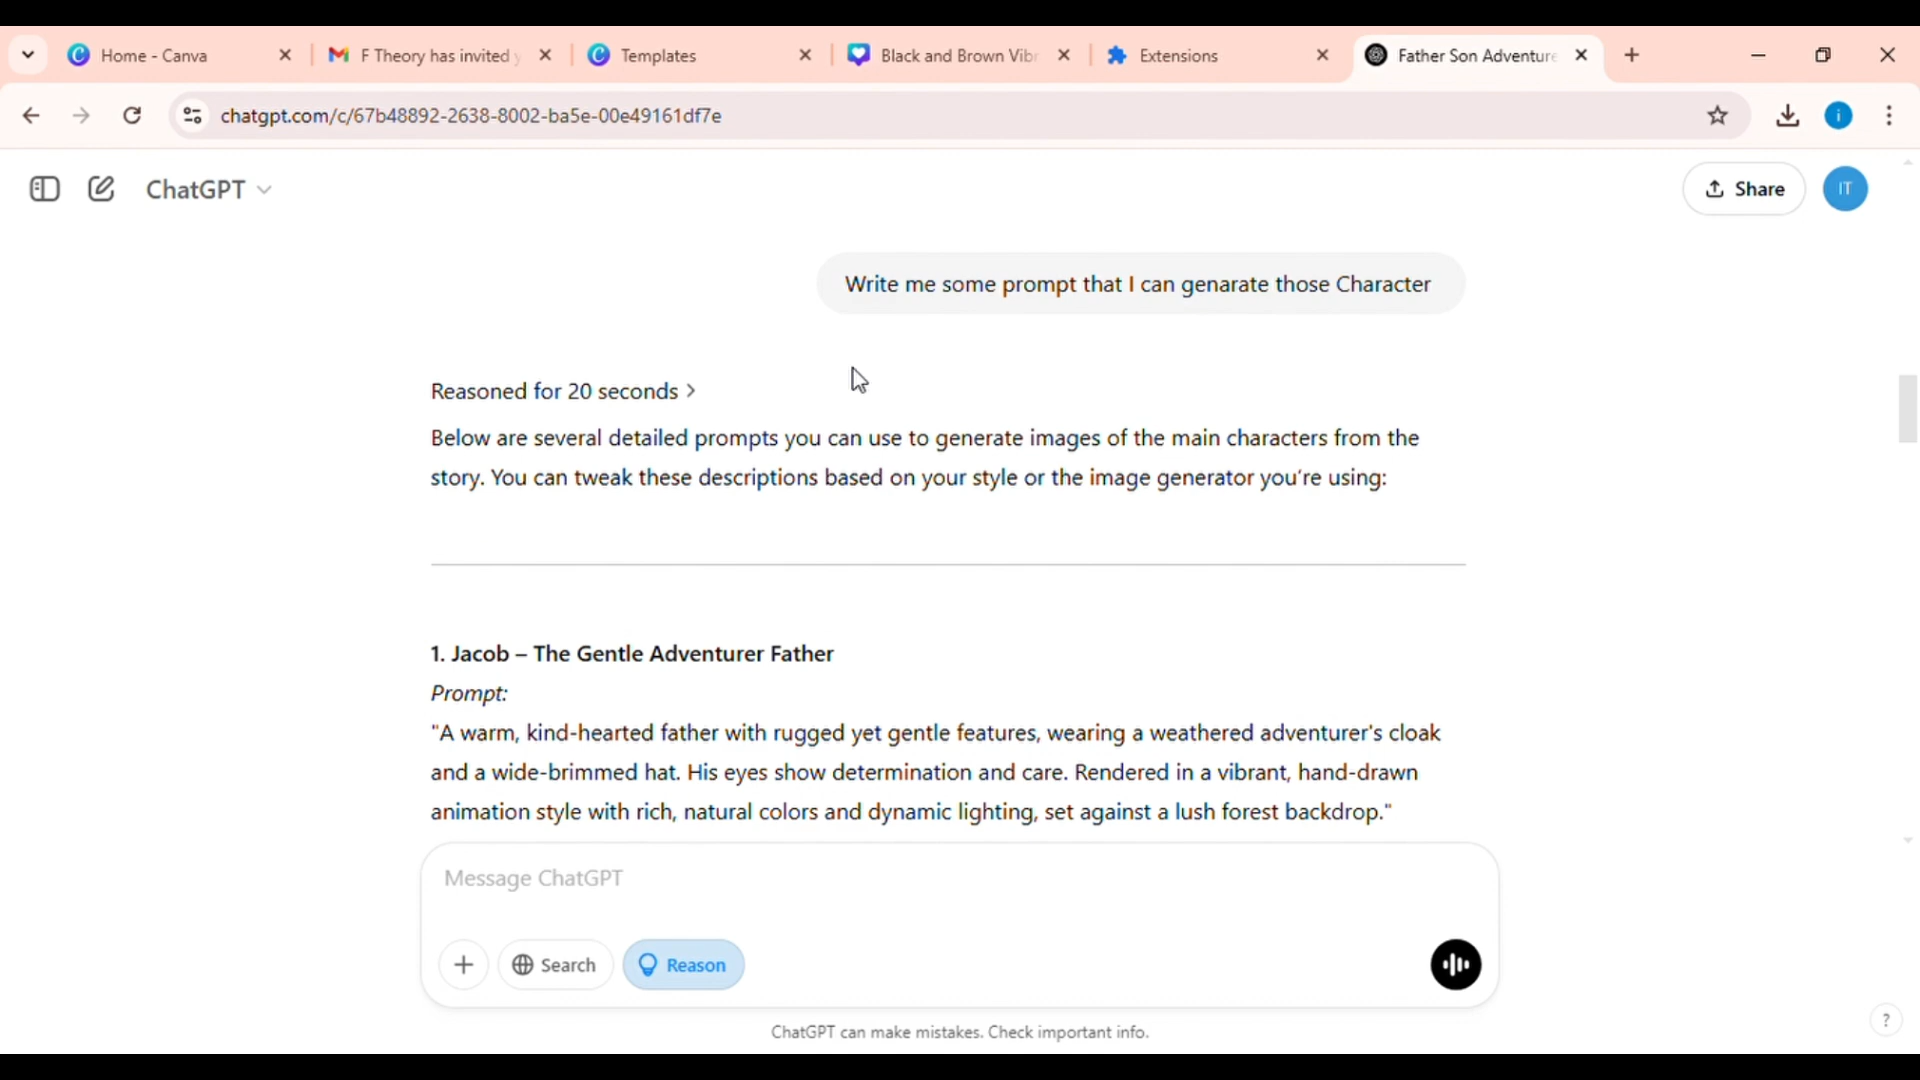 Home - Canva
F Theory has invited y
Templates
Black and Brown Vibr
Extensions
Father Son Adventure
chatgpt.com/c/67b48892-2638-8002-ba5e-00e49161df7e
i
ChatGPT
Share
IT
Write me some prompt that I can genarate those Character
Reasoned for 20 seconds >
Below are several detailed prompts you can use to generate images of the main characters from the
story. You can tweak these descriptions based on your style or the image generator you're using:
1. Jacob – The Gentle Adventurer Father
Prompt:
"A warm, kind-hearted father with rugged yet gentle features, wearing a weathered adventurer's cloak
and a wide-brimmed hat. His eyes show determination and care. Rendered in a vibrant, hand-drawn
animation style with rich, natural colors and dynamic lighting, set against a lush forest backdrop."
Message ChatGPT
Search
Reason
ChatGPT can make mistakes. Check important info.
?